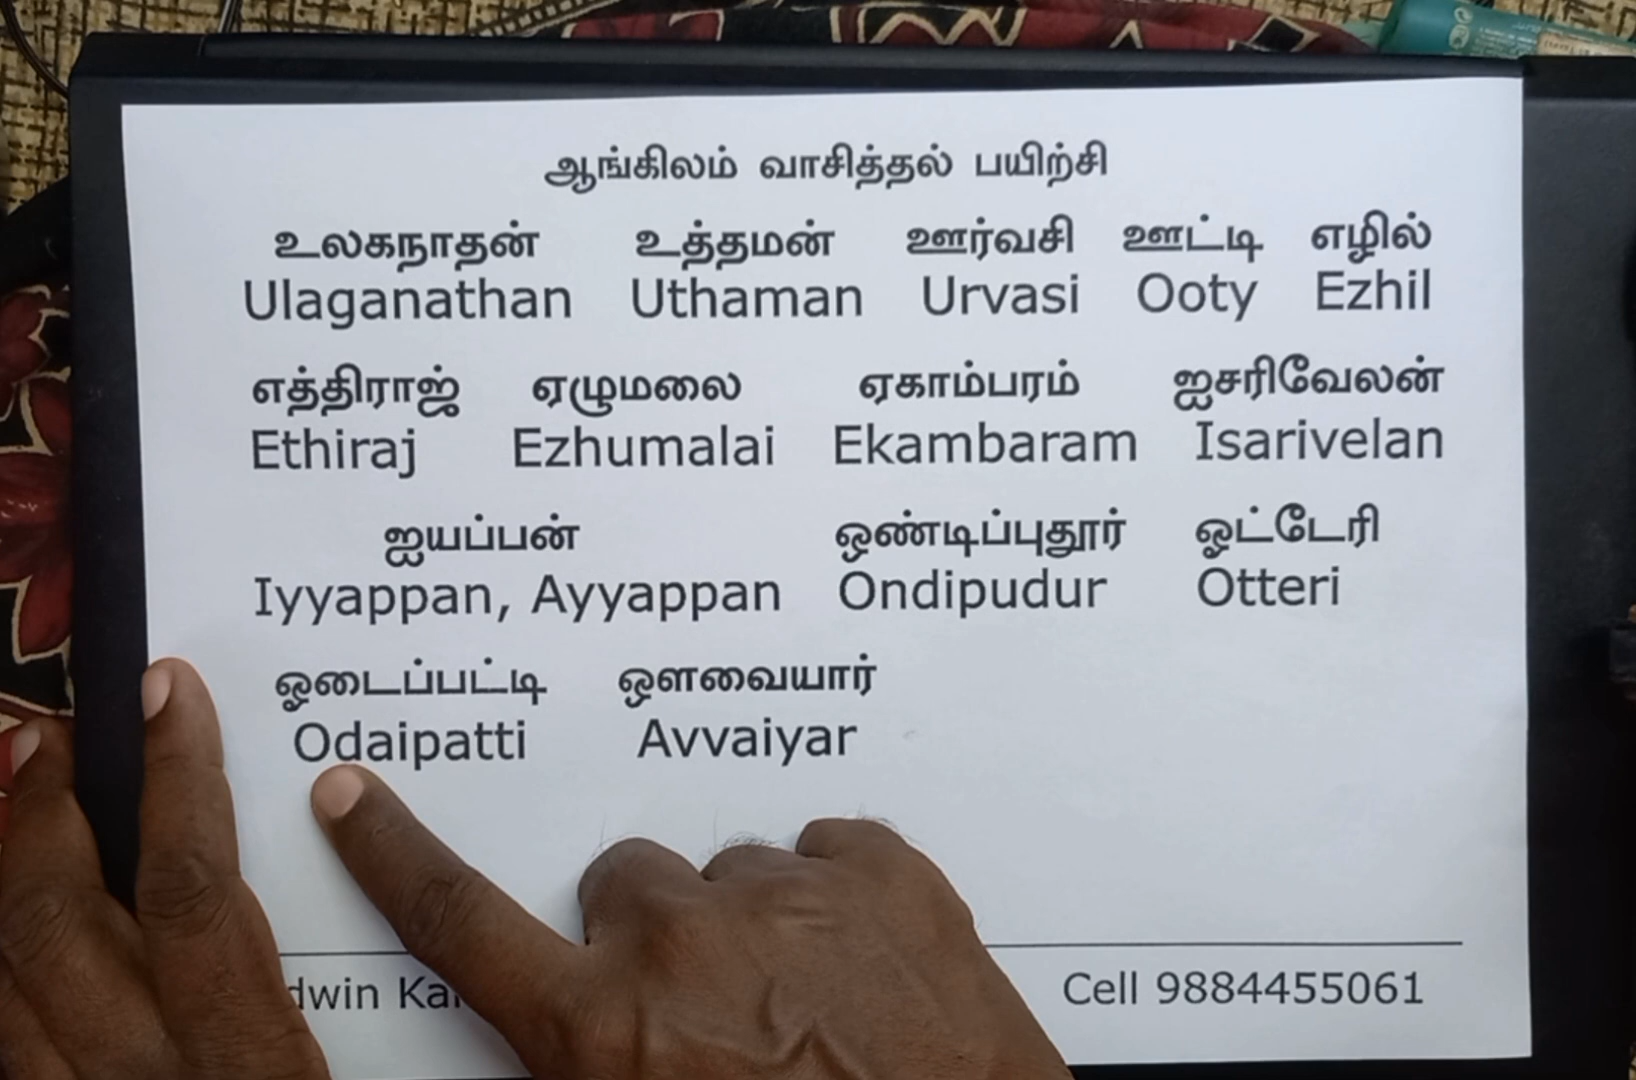 ஆங்கிலம் வாசித்தல் பயிற்சி
உலகநாதன் உத்தமன் ஊர்வசி ஊட்டி எழில்
Ulaganathan Uthaman Urvasi Ooty Ezhil
எத்திராஜ் ஏழுமலை ஏகாம்பரம் ஐசரிவேலன்
Ethiraj Ezhumalai Ekambaram Isarivelan
ஐயப்பன் ஒண்டிப்புதூர் ஓட்டேரி
Iyyappan, Ayyappan Ondipudur Otteri
ஓடைப்பட்டி ஔவையார்
Odaipatti Avvaiyar
Cell 9884455061